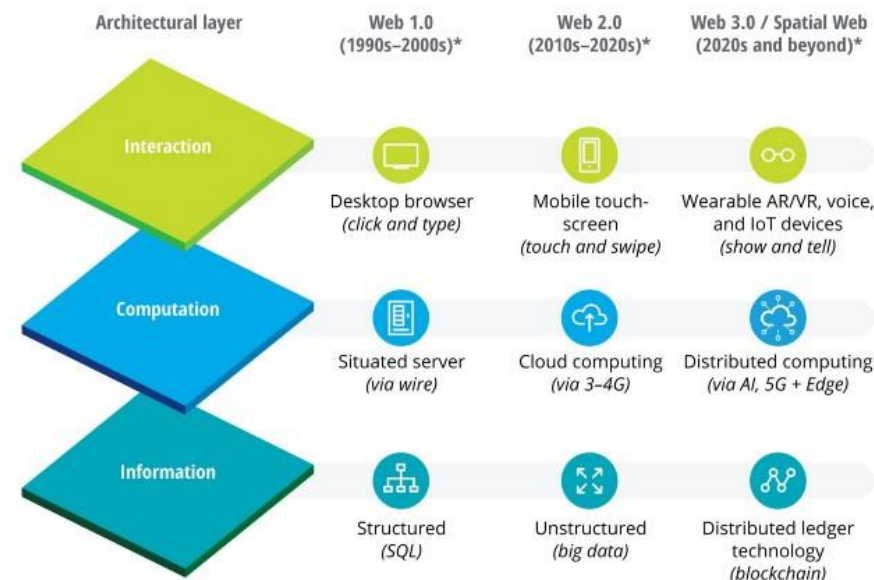 Architectural layer
Web 1.0
(1990s–2000s)*
Web 2.0
(2010s–2020s)*
Web 3.0 / Spatial Web
(2020s and beyond)*
Interaction
Desktop browser
(click and type)
Mobile touch-
screen
(touch and swipe)
Wearable AR/VR, voice,
and IoT devices
(show and tell)
Computation
Situated server
(via wire)
Cloud computing
(via 3–4G)
Distributed computing
(via AI, 5G + Edge)
Information
Structured
(SQL)
Unstructured
(big data)
Distributed ledger
technology
(blockchain)